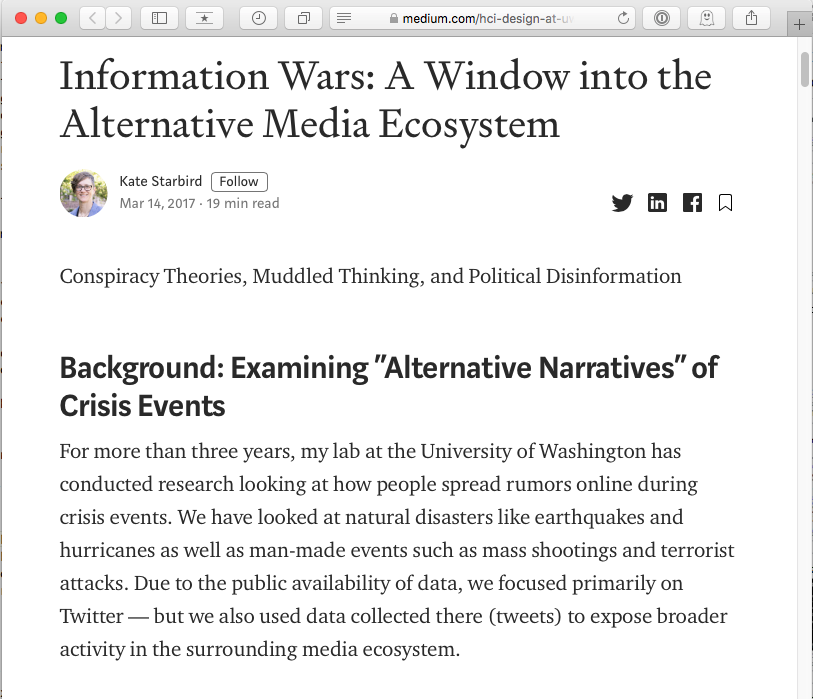 medium.com/hci-design-at-uw
Information Wars: A Window into the
Alternative Media Ecosystem
Kate Starbird Follow
Mar 14, 2017 · 19 min read
Conspiracy Theories, Muddled Thinking, and Political Disinformation
Background: Examining "Alternative Narratives" of
Crisis Events
For more than three years, my lab at the University of Washington has
conducted research looking at how people spread rumors online during
crisis events. We have looked at natural disasters like earthquakes and
hurricanes as well as man-made events such as mass shootings and terrorist
attacks. Due to the public availability of data, we focused primarily on
Twitter — but we also used data collected there (tweets) to expose broader
activity in the surrounding media ecosystem.